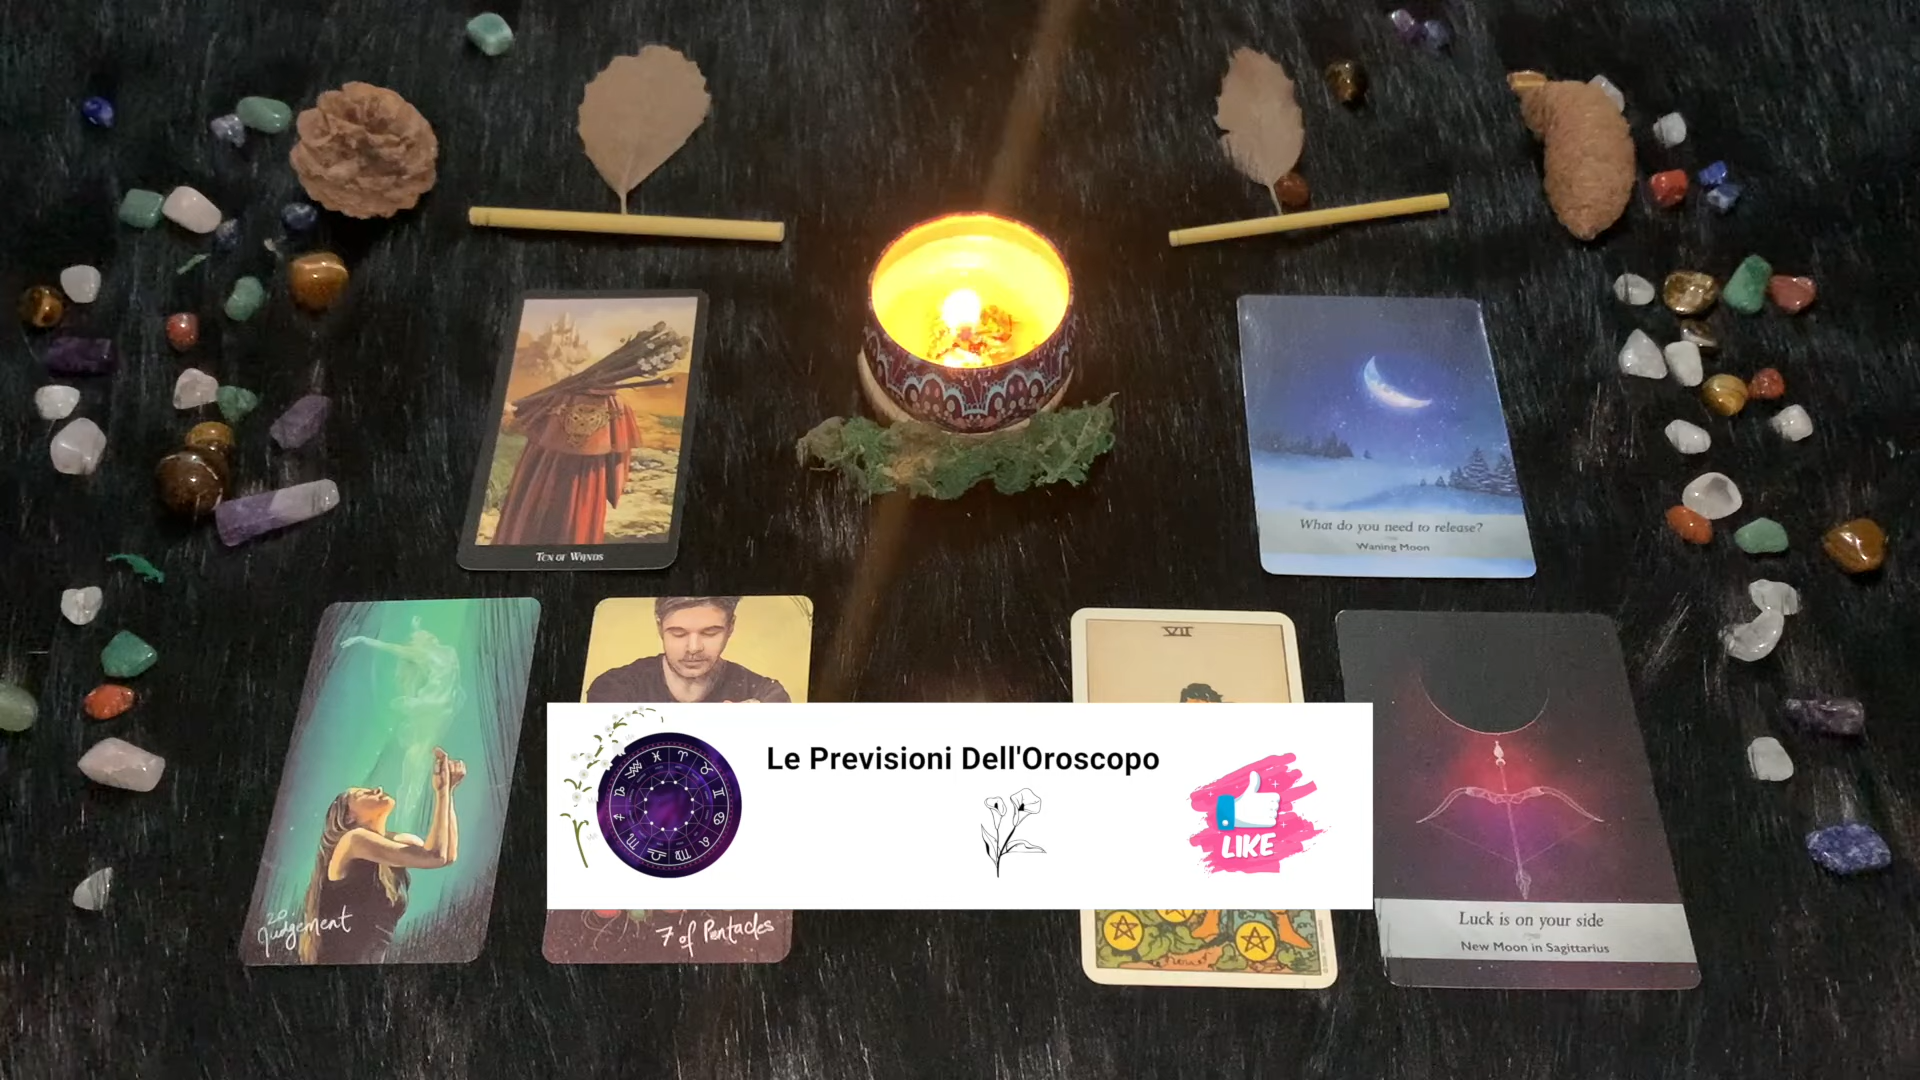 TEN OF WANDS
What do you need to release?
Waning Moon
VII
20.
Judgement
7 of Pentacles
Le Previsioni Dell'Oroscopo
LIKE
Luck is on your side
New Moon in Sagittarius